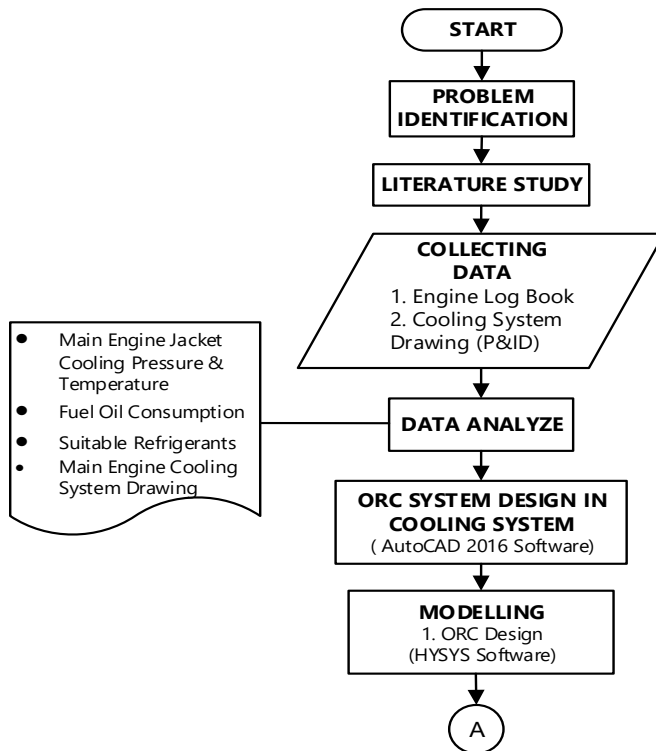 START
PROBLEM
IDENTIFICATION
LITERATURE STUDY
COLLECTING
DATA
1. Engine Log Book
2. Cooling System
Drawing (P&ID)
● Main Engine Jacket
Cooling Pressure &
Temperature
● Fuel Oil Consumption
● Suitable Refrigerants
● Main Engine Cooling
System Drawing
DATA ANALYZE
ORC SYSTEM DESIGN IN
COOLING SYSTEM
( AutoCAD 2016 Software)
MODELLING
1. ORC Design
(HYSYS Software)
A